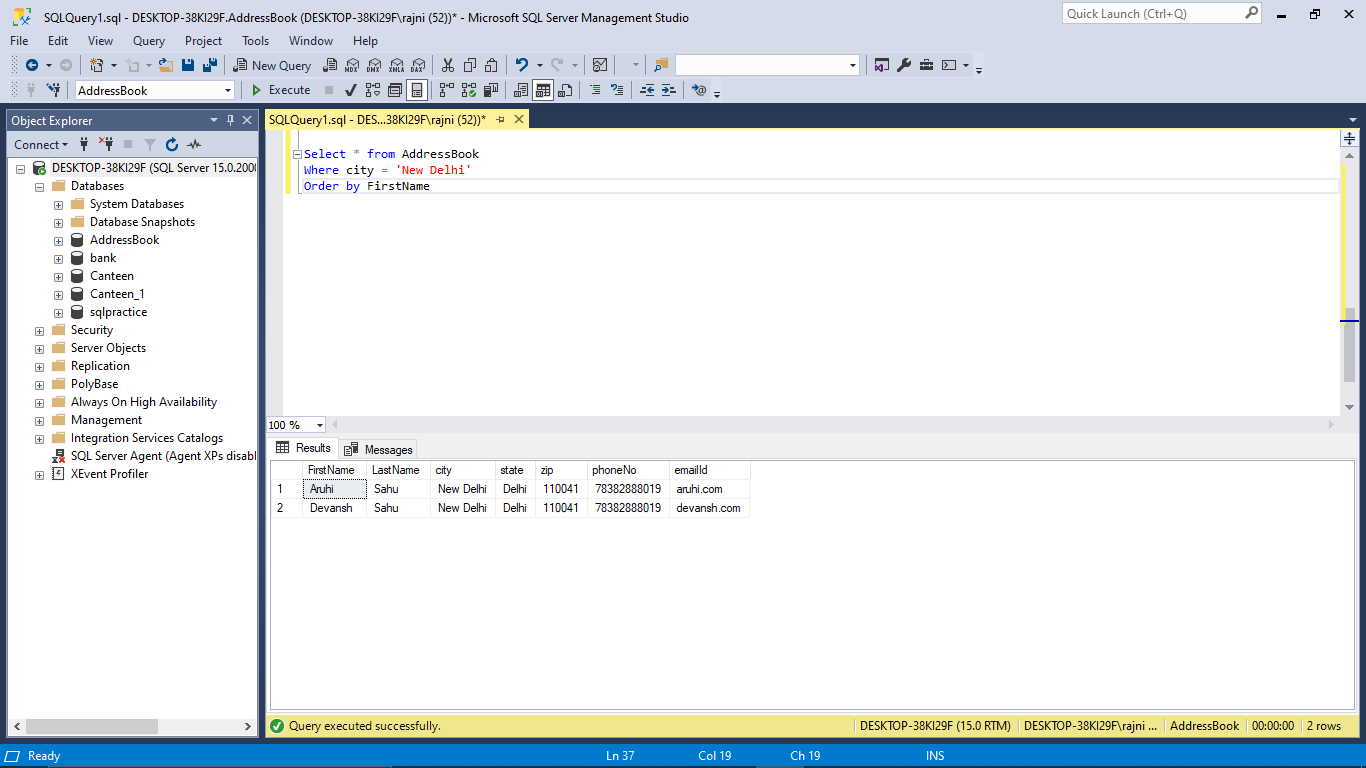 SQLQuery1.sql - DESKTOP-38KI29F.AddressBook (DESKTOP-38KI29F\rajni (52))* - Microsoft SQL Server Management Studio
Quick Launch (Ctrl+Q)
File Edit View Query Project Tools Window Help
New Query MDX DMX XMLA DAX
AddressBook Execute
Object Explorer
SQLQuery1.sql - DES...38KI29F\rajni (52))*
Connect
DESKTOP-38KI29F (SQL Server 15.0.2000
Databases
System Databases
Database Snapshots
AddressBook
bank
Canteen
Canteen_1
sqlpractice
Security
Server Objects
Replication
PolyBase
Always On High Availability
Management
Integration Services Catalogs
SQL Server Agent (Agent XPs disabl
XEvent Profiler
Select * from AddressBook
Where city = 'New Delhi'
Order by FirstName
100 %
Results Messages
FirstName LastName city state zip phoneNo emailId
1 Aruhi Sahu New Delhi Delhi 110041 78382888019 aruhi.com
2 Devansh Sahu New Delhi Delhi 110041 78382888019 devansh.com
Query executed successfully. DESKTOP-38KI29F (15.0 RTM) DESKTOP-38KI29F\rajni ... AddressBook 00:00:00 2 rows
Ready Ln 37 Col 19 Ch 19 INS